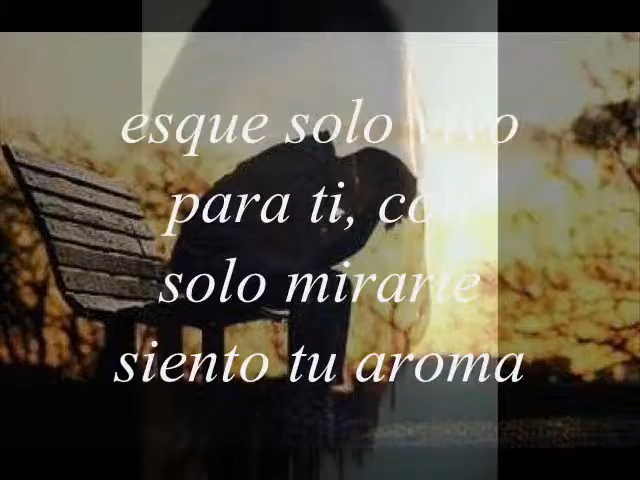 esque solo vivo
para ti, con
solo mirarte
siento tu aroma